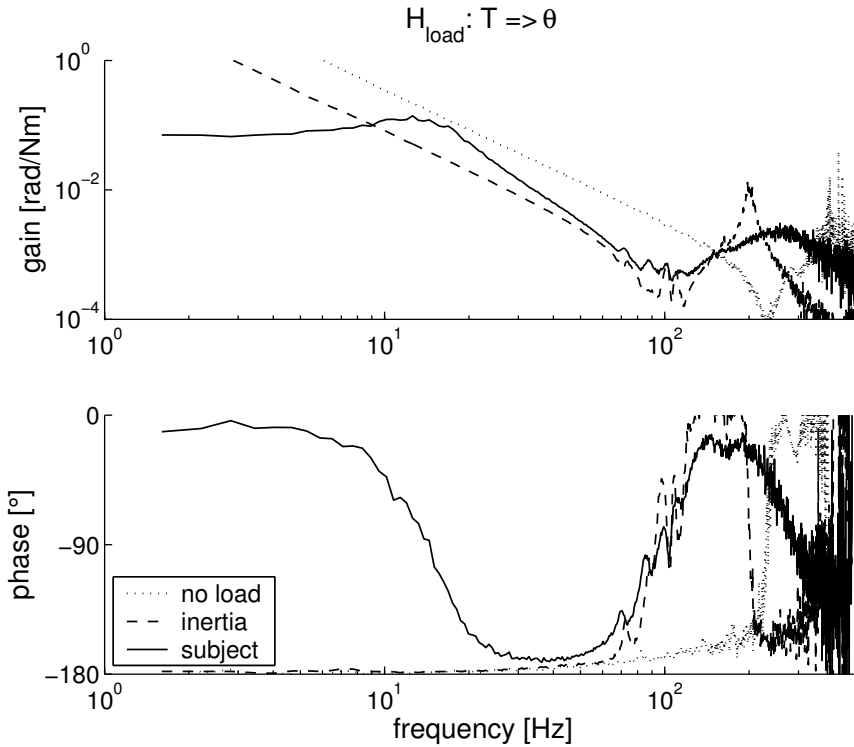 H_load: T => θ
10^0
10^−2
10^−4
gain [rad/Nm]
10^0 10^1 10^2
0
−90
−180
phase [°]
no load
inertia
subject
10^0 10^1 10^2
frequency [Hz]